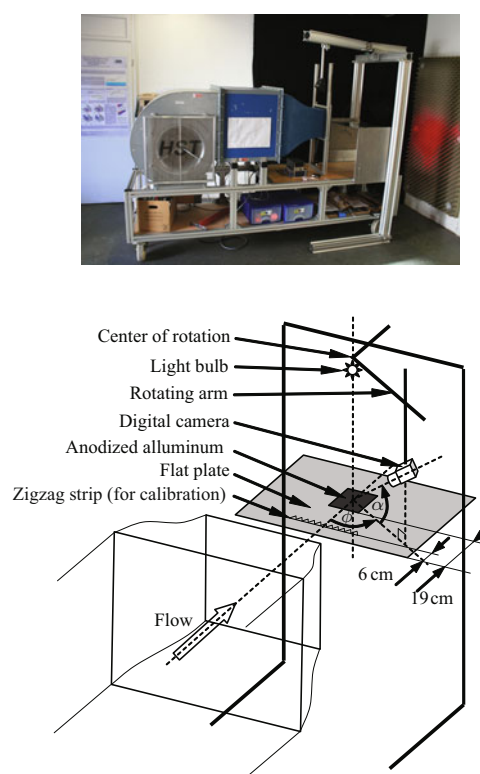 HST
Center of rotation
Light bulb
Rotating arm
Digital camera
Anodized alluminum
Flat plate
Zigzag strip (for calibration)
ϕ
α
6 cm
19 cm
Flow